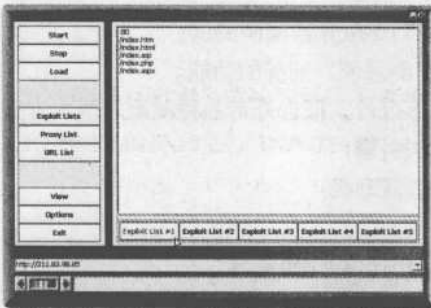 Start
Stop
Load
Exploit Lists
Proxy List
URL List
View
Options
Exit
80
/index.htm
/index.html
/index.asp
/index.php
/index.aspx
Exploit List #1
Exploit List #2
Exploit List #3
Exploit List #4
Exploit List #5